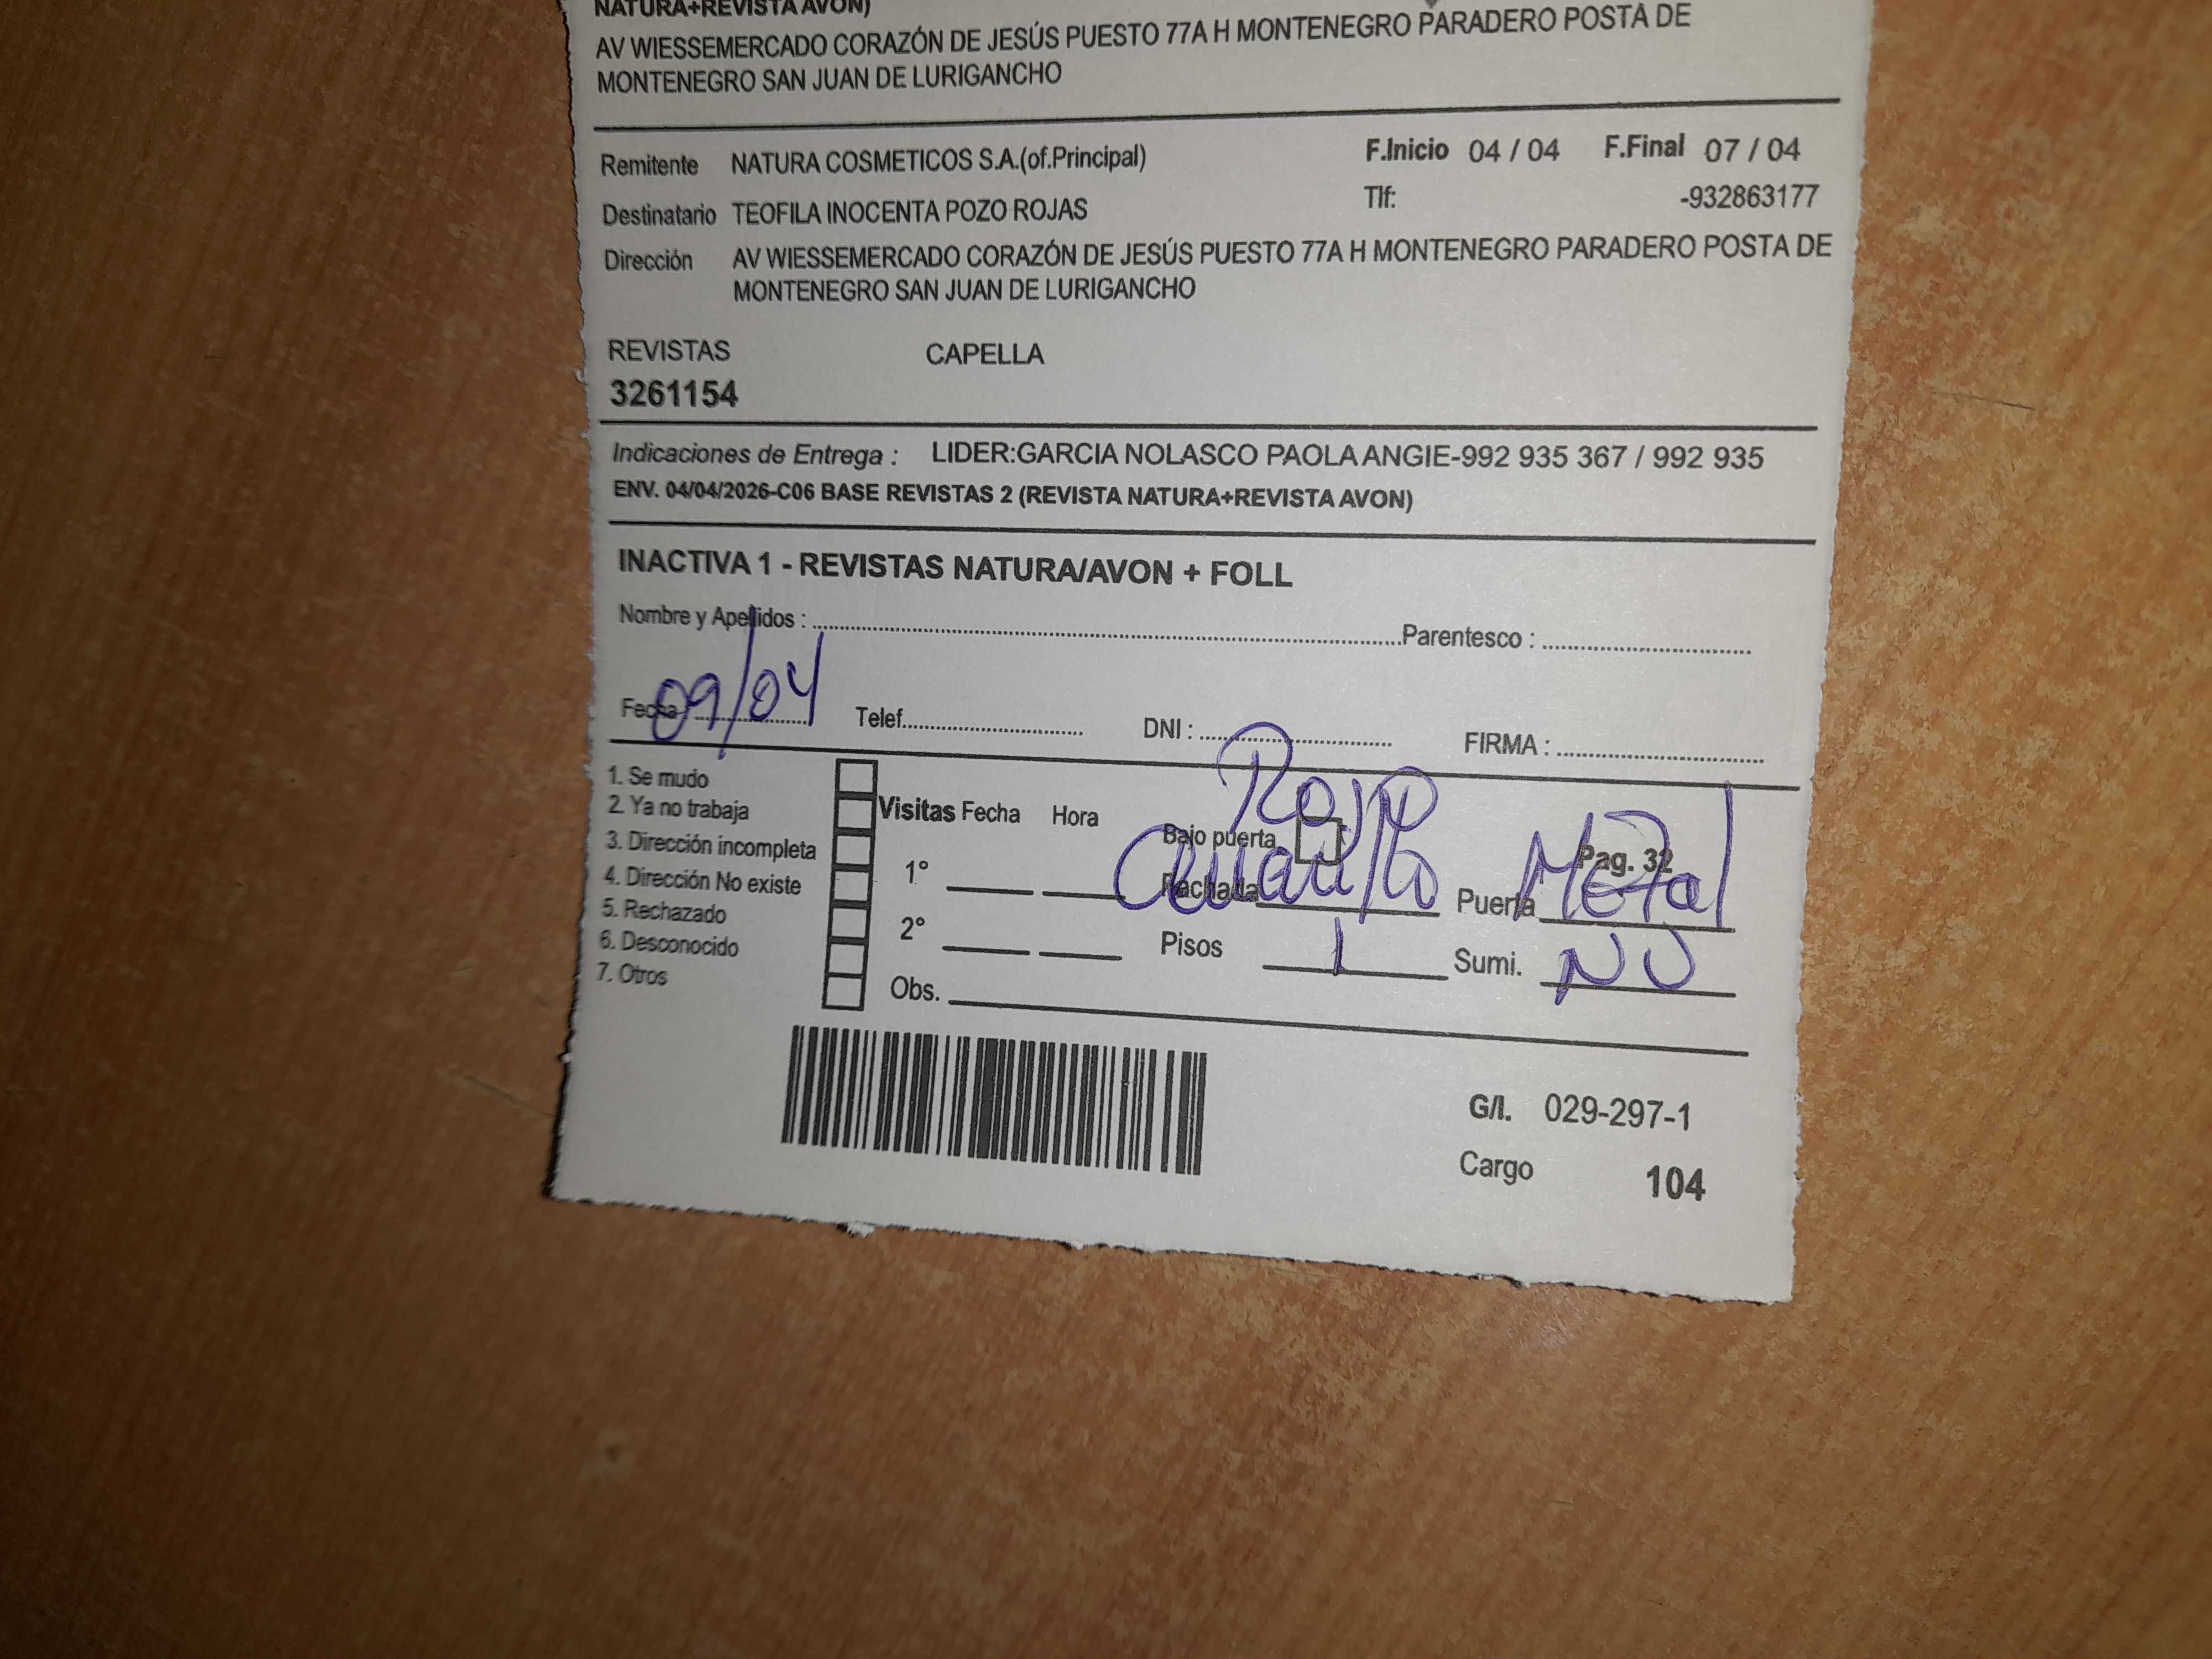 NATURA+REVISTA AVON)
AV WIESSEMERCADO CORAZÓN DE JESÚS PUESTO 77A H MONTENEGRO PARADERO POSTA DE
MONTENEGRO SAN JUAN DE LURIGANCHO
Remitente NATURA COSMETICOS S.A.(of.Principal) F.Inicio 04 / 04 F.Final 07 / 04
Destinatario TEOFILA INOCENTA POZO ROJAS Tlf: -932863177
Dirección AV WIESSEMERCADO CORAZÓN DE JESÚS PUESTO 77A H MONTENEGRO PARADERO POSTA DE
MONTENEGRO SAN JUAN DE LURIGANCHO
REVISTAS CAPELLA
3261154
Indicaciones de Entrega : LIDER:GARCIA NOLASCO PAOLA ANGIE-992 935 367 / 992 935
ENV. 04/04/2026-C06 BASE REVISTAS 2 (REVISTA NATURA+REVISTA AVON)
INACTIVA 1 - REVISTAS NATURA/AVON + FOLL
Nombre y Apellidos : Parentesco :
Fecha : 09/04 Telef. DNI : FIRMA :
Rojo
1. Se mudo
2. Ya no trabaja
3. Dirección incompleta
4. Dirección No existe
5. Rechazado
6. Desconocido
7. Otros
Visitas Fecha Hora
1°
2°
Obs.
Bajo puerta Pag. 32
Fachada Puerta Metal
Pisos 1 Sumi. NO
G/I. 029-297-1
Cargo 104